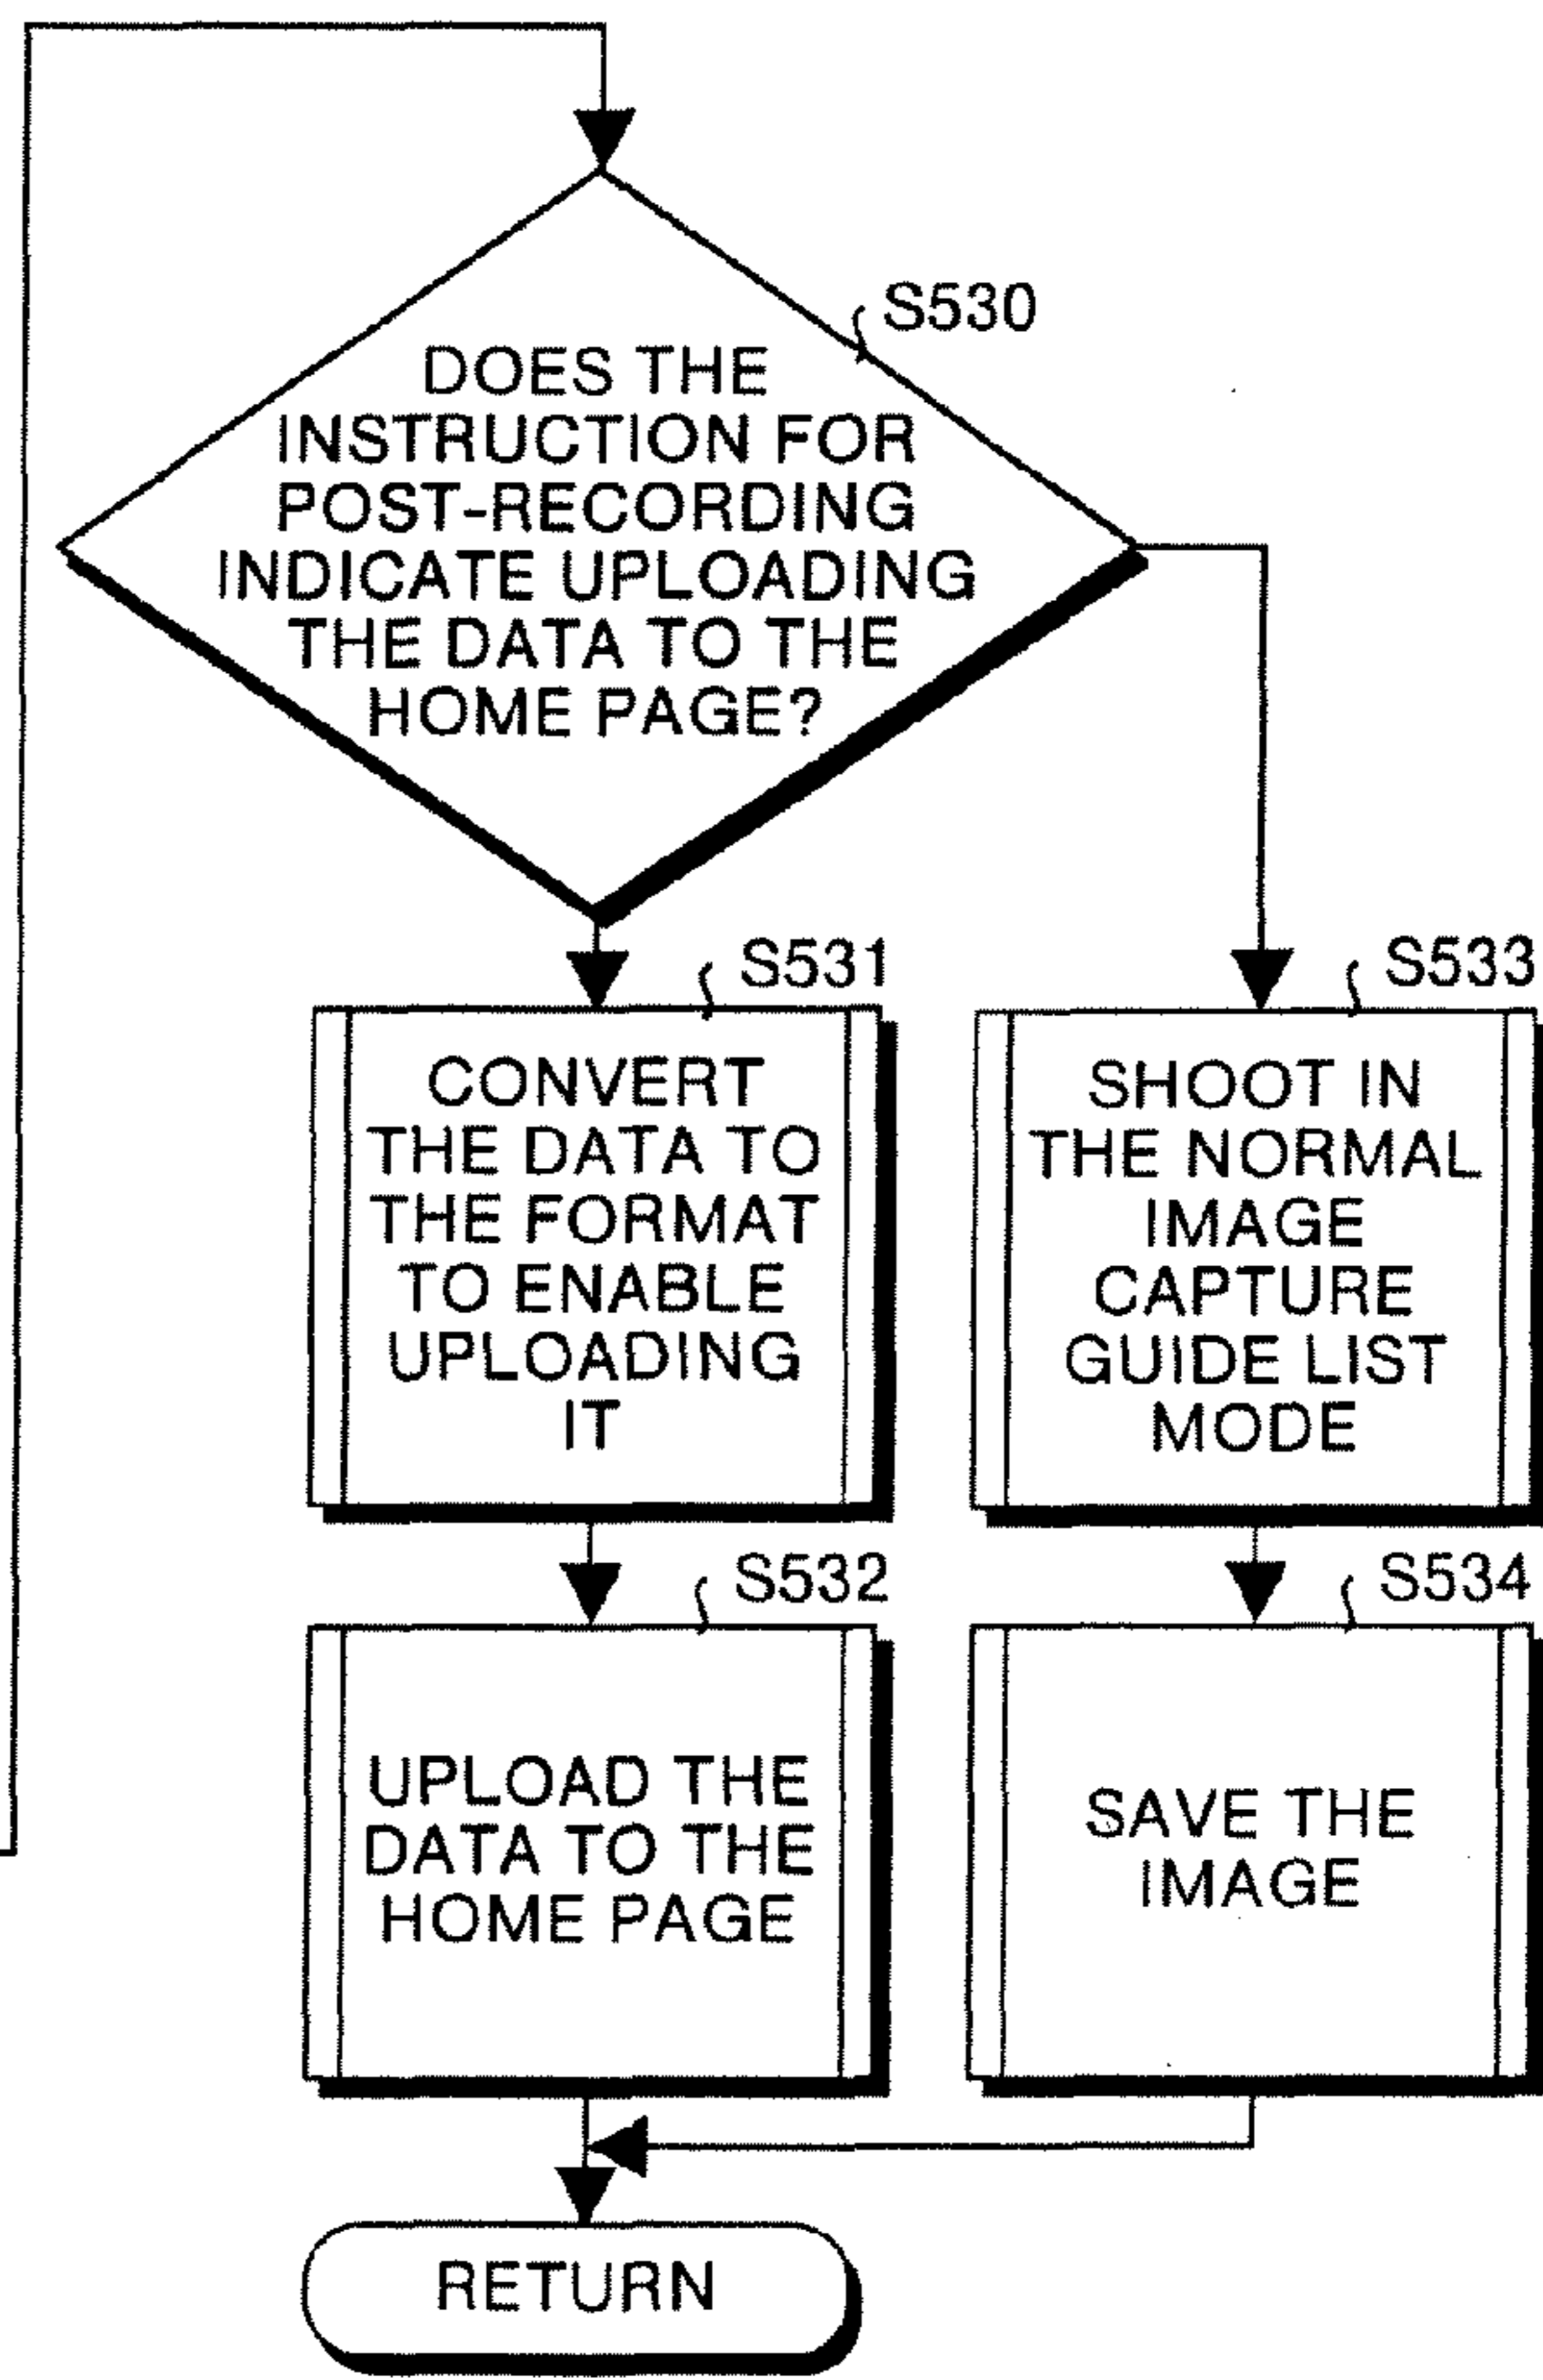 S530
DOES THE
INSTRUCTION FOR
POST-RECORDING
INDICATE UPLOADING
THE DATA TO THE
HOME PAGE?
S531
CONVERT
THE DATA TO
THE FORMAT
TO ENABLE
UPLOADING
IT
S533
SHOOT IN
THE NORMAL
IMAGE
CAPTURE
GUIDE LIST
MODE
S532
UPLOAD THE
DATA TO THE
HOME PAGE
S534
SAVE THE
IMAGE
RETURN